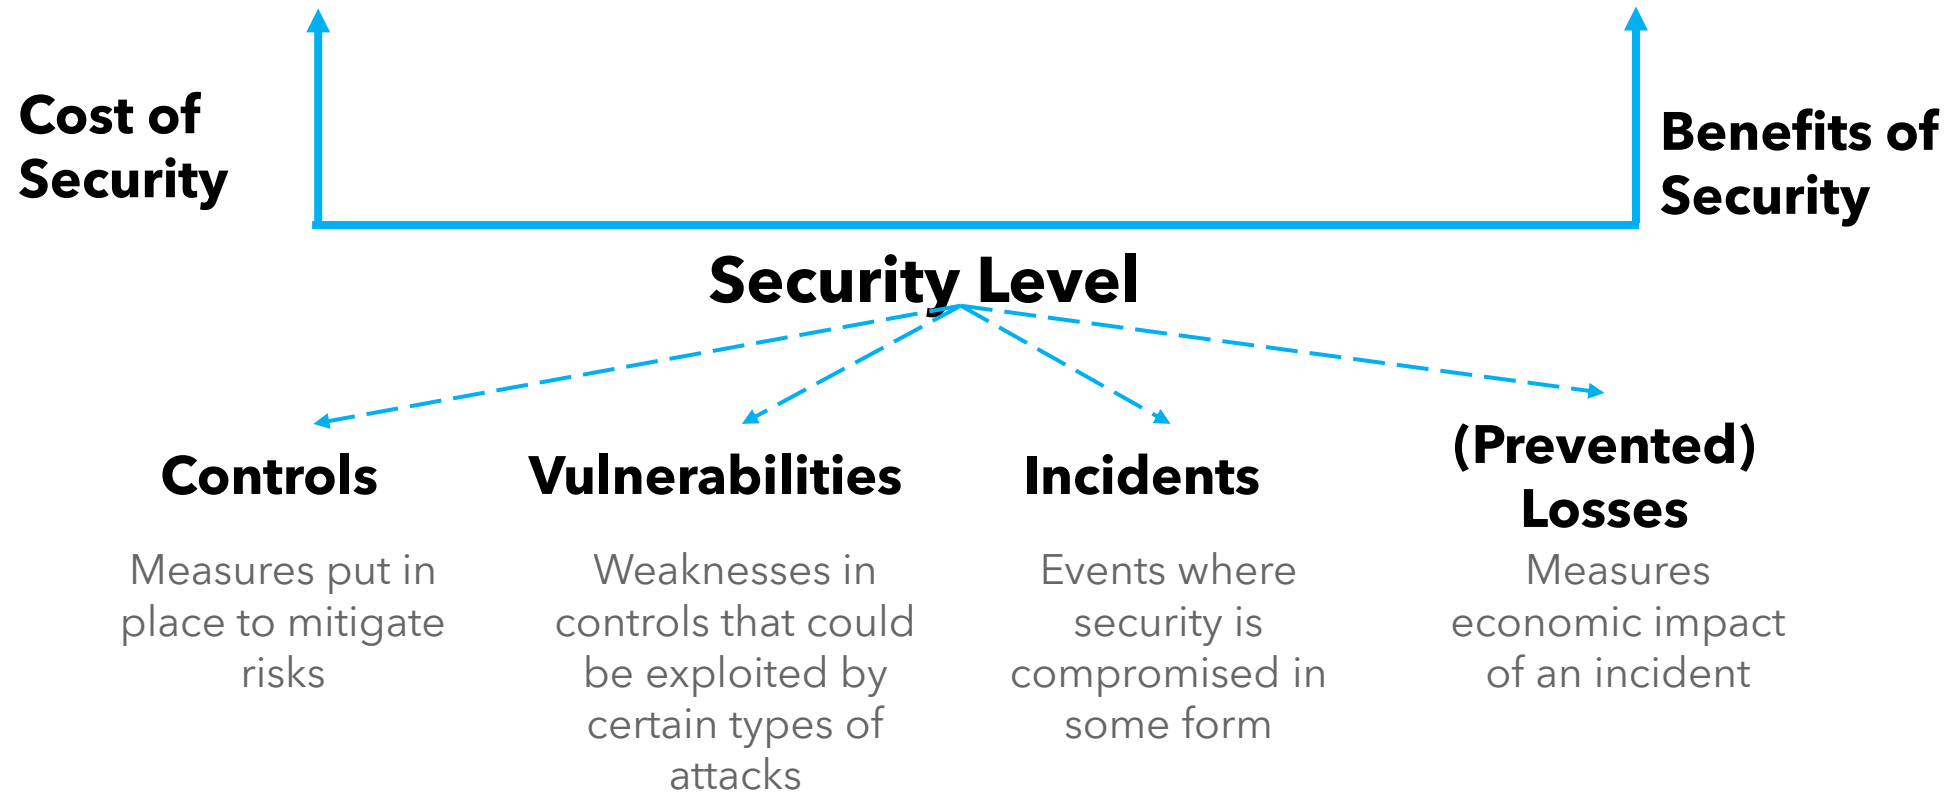 Cost of
Security
Benefits of
Security
Security Level
Controls
Measures put in
place to mitigate
risks
Vulnerabilities
Weaknesses in
controls that could
be exploited by
certain types of
attacks
Incidents
Events where
security is
compromised in
some form
(Prevented)
Losses
Measures
economic impact
of an incident